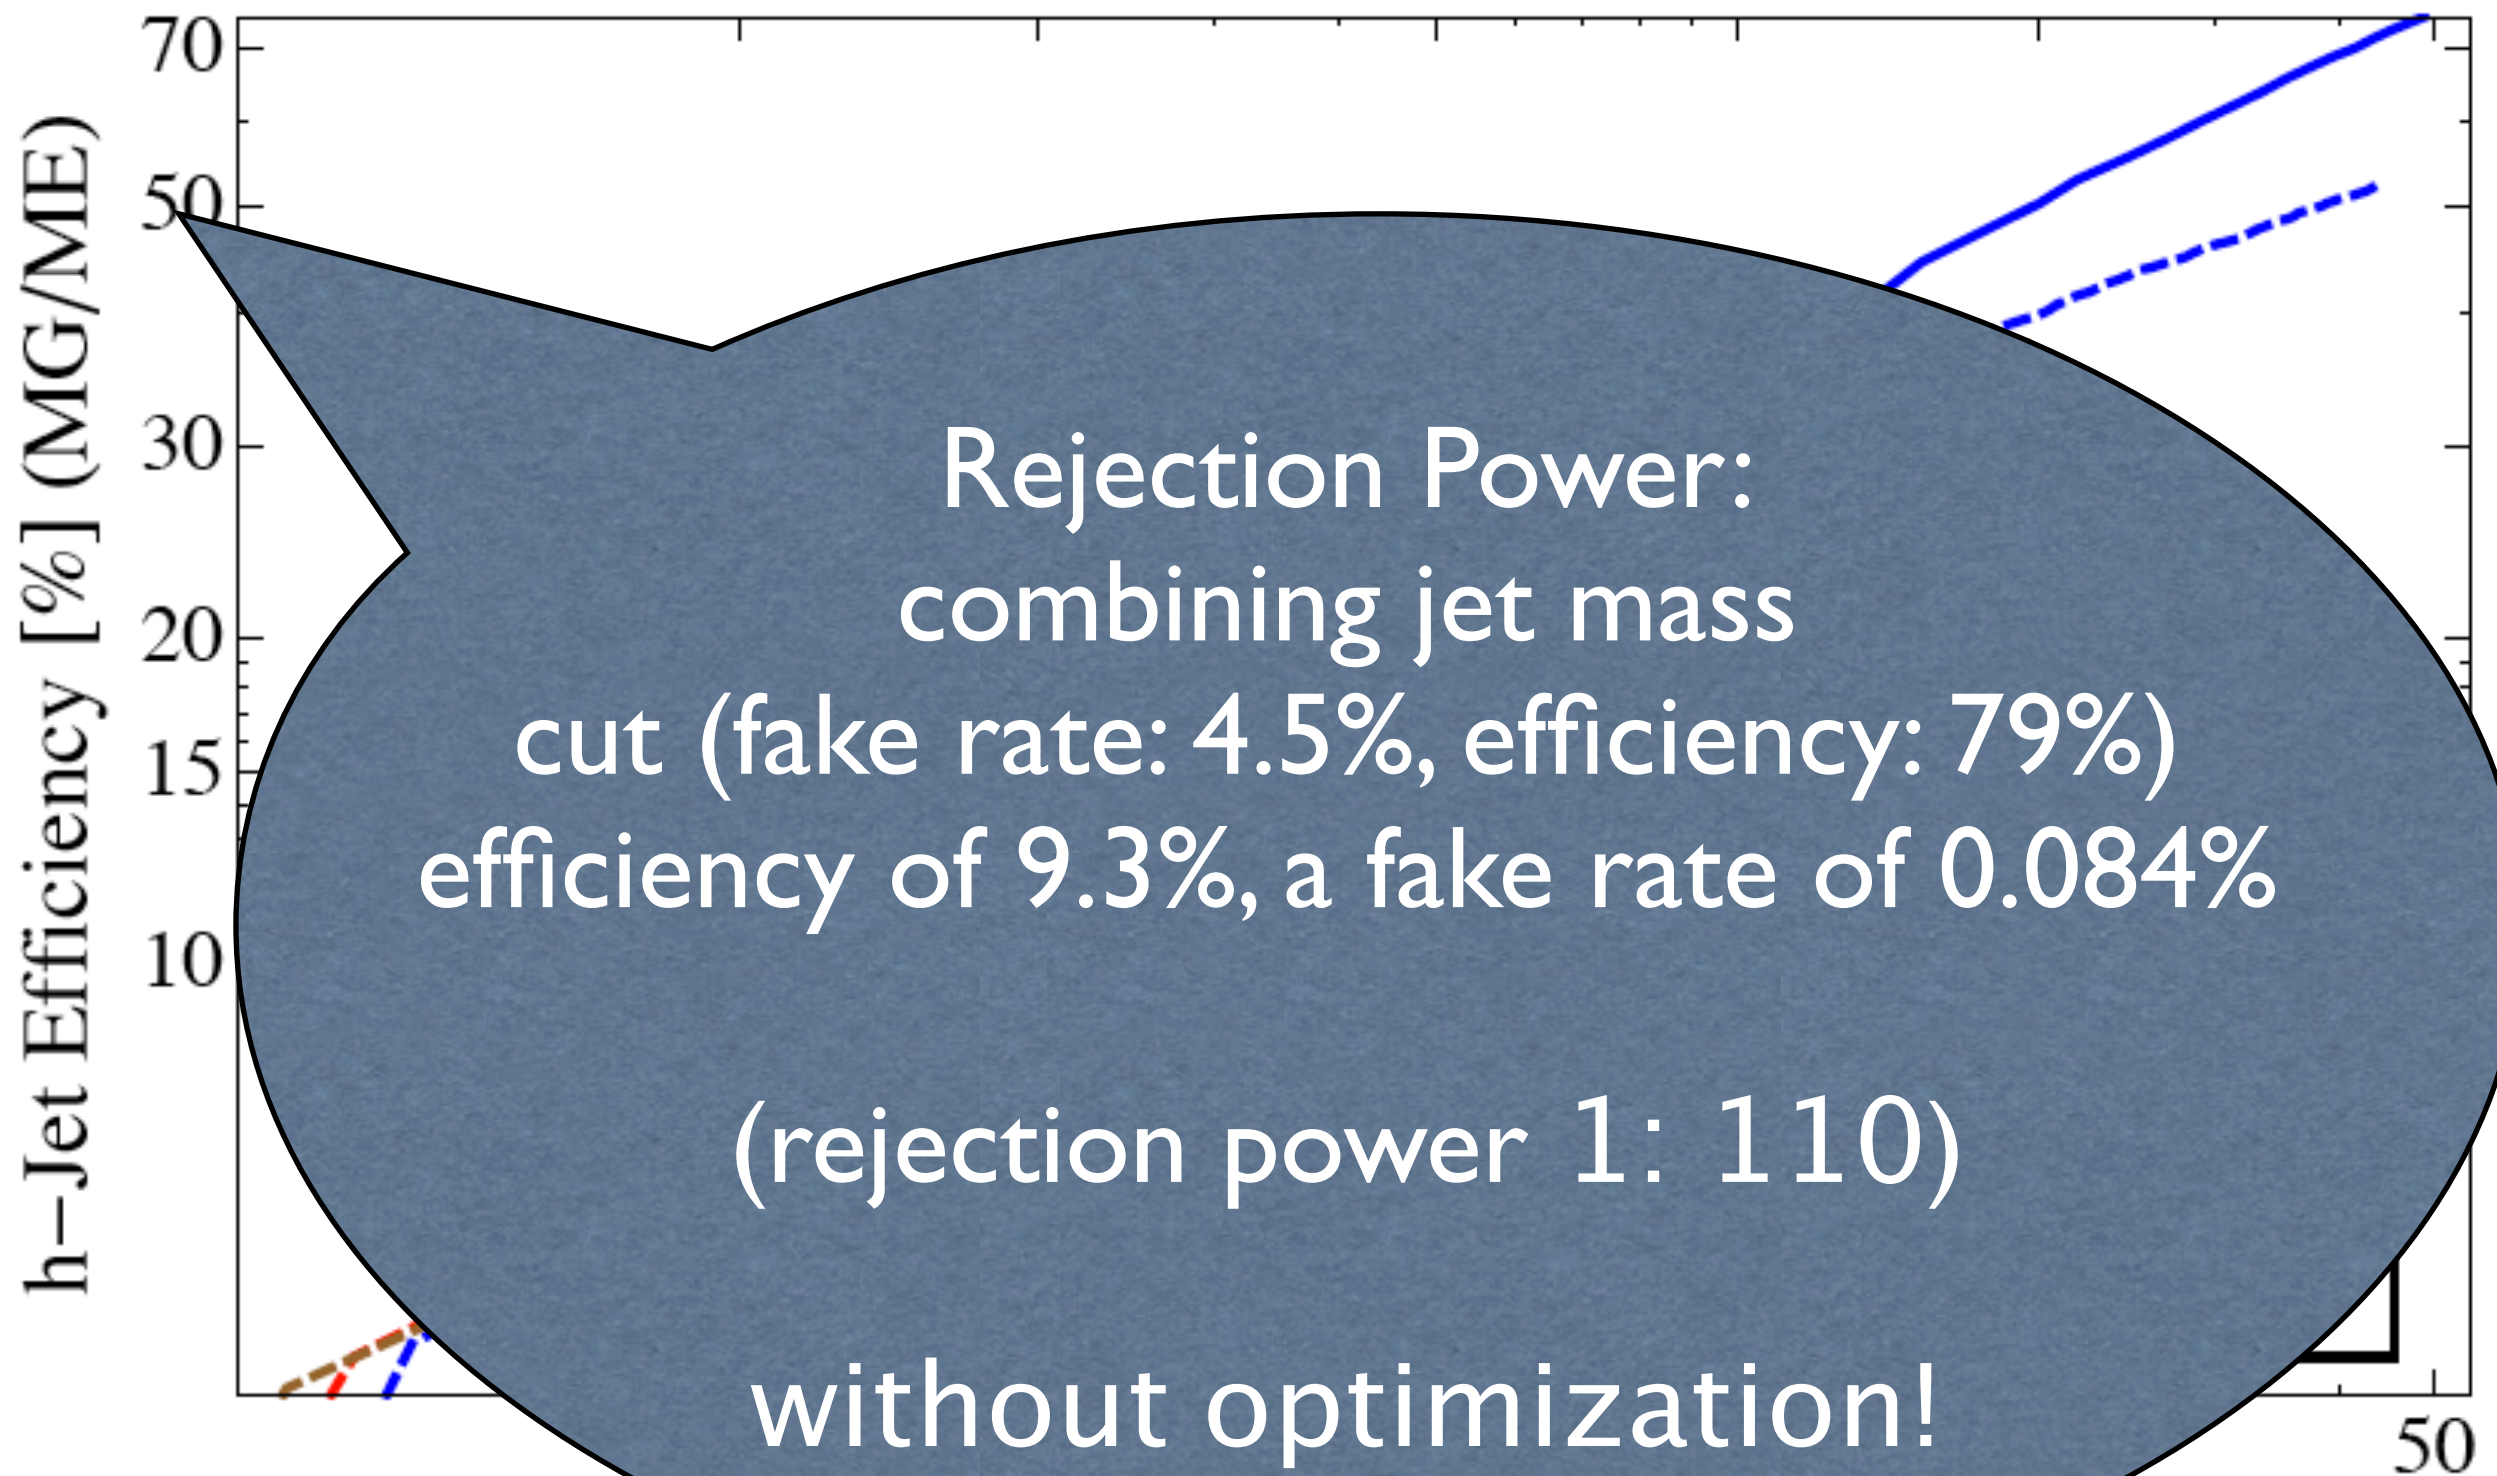 70
50
30
20
15
10
h−Jet Efficiency [%] (MG/ME)
Rejection Power:
combining jet mass
cut (fake rate: 4.5%, efficiency: 79%)
efficiency of 9.3%, a fake rate of 0.084%
(rejection power 1: 110)
without optimization!
50